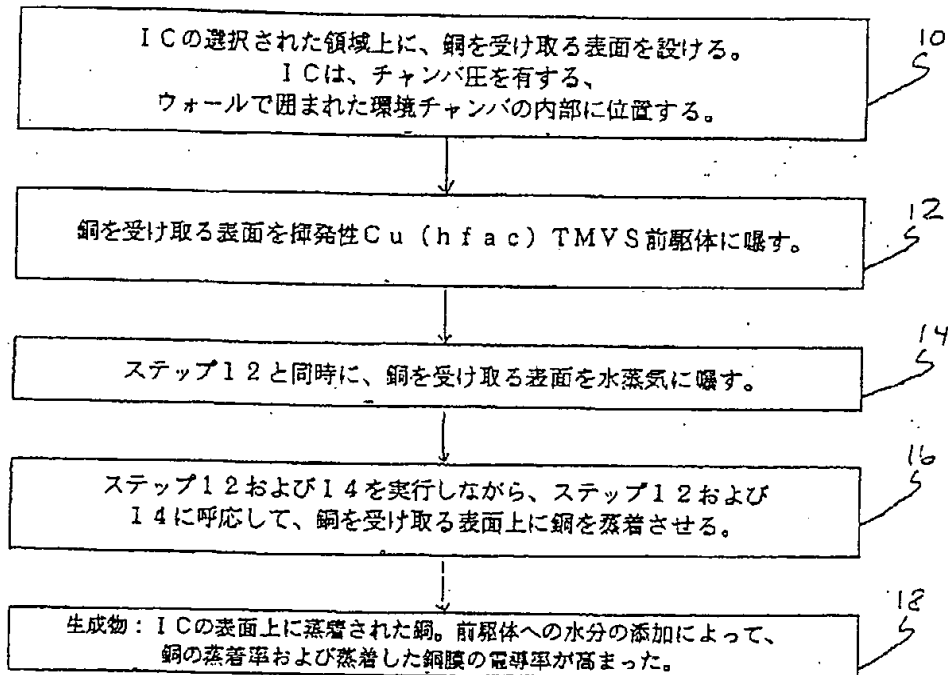 ICの選択された領域上に、銅を受け取る表面を設ける。
ICは、チャンバ圧を有する、
ウォールで囲まれた環境チャンバの内部に位置する。
10
銅を受け取る表面を揮発性Cu(hfac)TMVS前駆体に曝す。
12
ステップ12と同時に、銅を受け取る表面を水蒸気に曝す。
14
ステップ12および14を実行しながら、ステップ12および
14に呼応して、銅を受け取る表面上に銅を蒸着させる。
16
生成物:ICの表面上に蒸着された銅。前駆体への水分の添加によって、
銅の蒸着率および蒸着した銅膜の電導率が高まった。
18